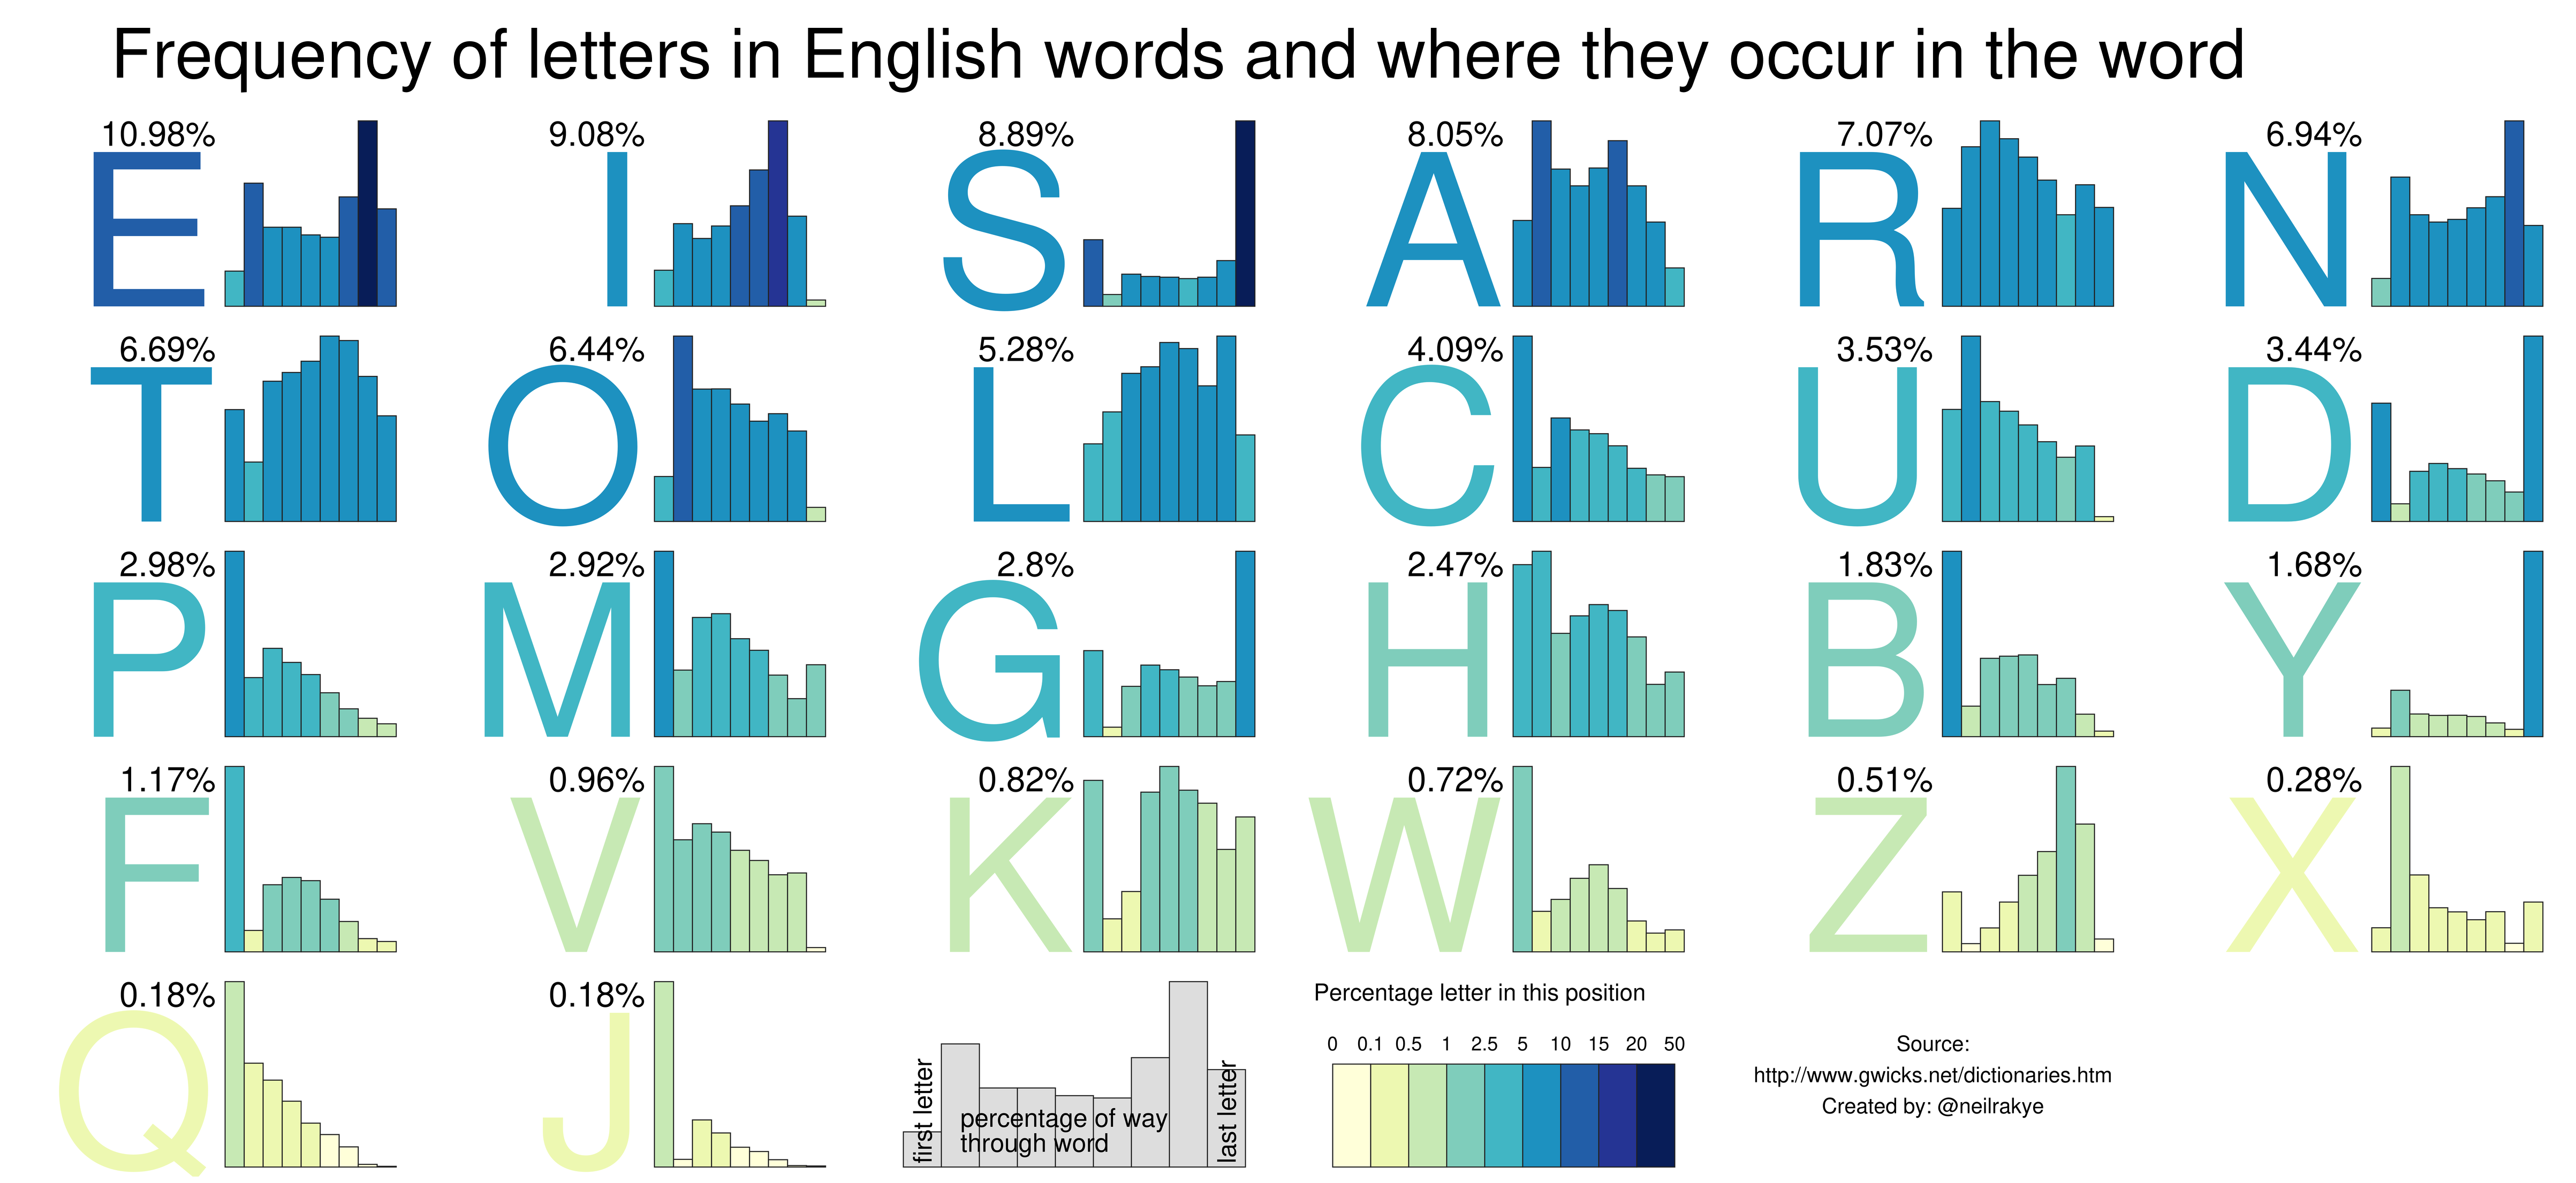 Frequency of letters in English words and where they occur in the word
10.98%
E
9.08%
I
8.89%
S
8.05%
A
7.07%
R
6.94%
N
6.69%
T
6.44%
O
5.28%
L
4.09%
C
3.53%
U
3.44%
D
2.98%
P
2.92%
M
2.8%
G
2.47%
H
1.83%
B
1.68%
Y
1.17%
F
0.96%
V
0.82%
K
0.72%
W
0.51%
Z
0.28%
X
0.18%
Q
0.18%
J
first letter
percentage of way
through word
last letter
Percentage letter in this position
0 0.1 0.5 1 2.5 5 10 15 20 50
Source:
http://www.gwicks.net/dictionaries.htm
Created by: @neilrakye